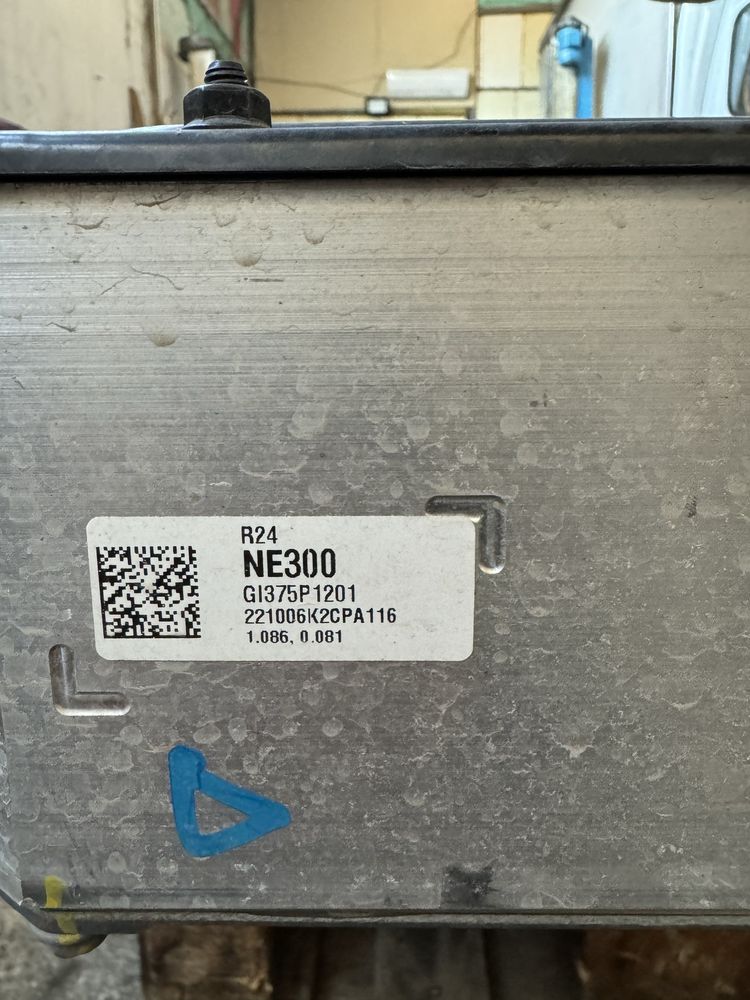 R24
NE300
GI375P1201
221006K2CPA116
1.086, 0.081